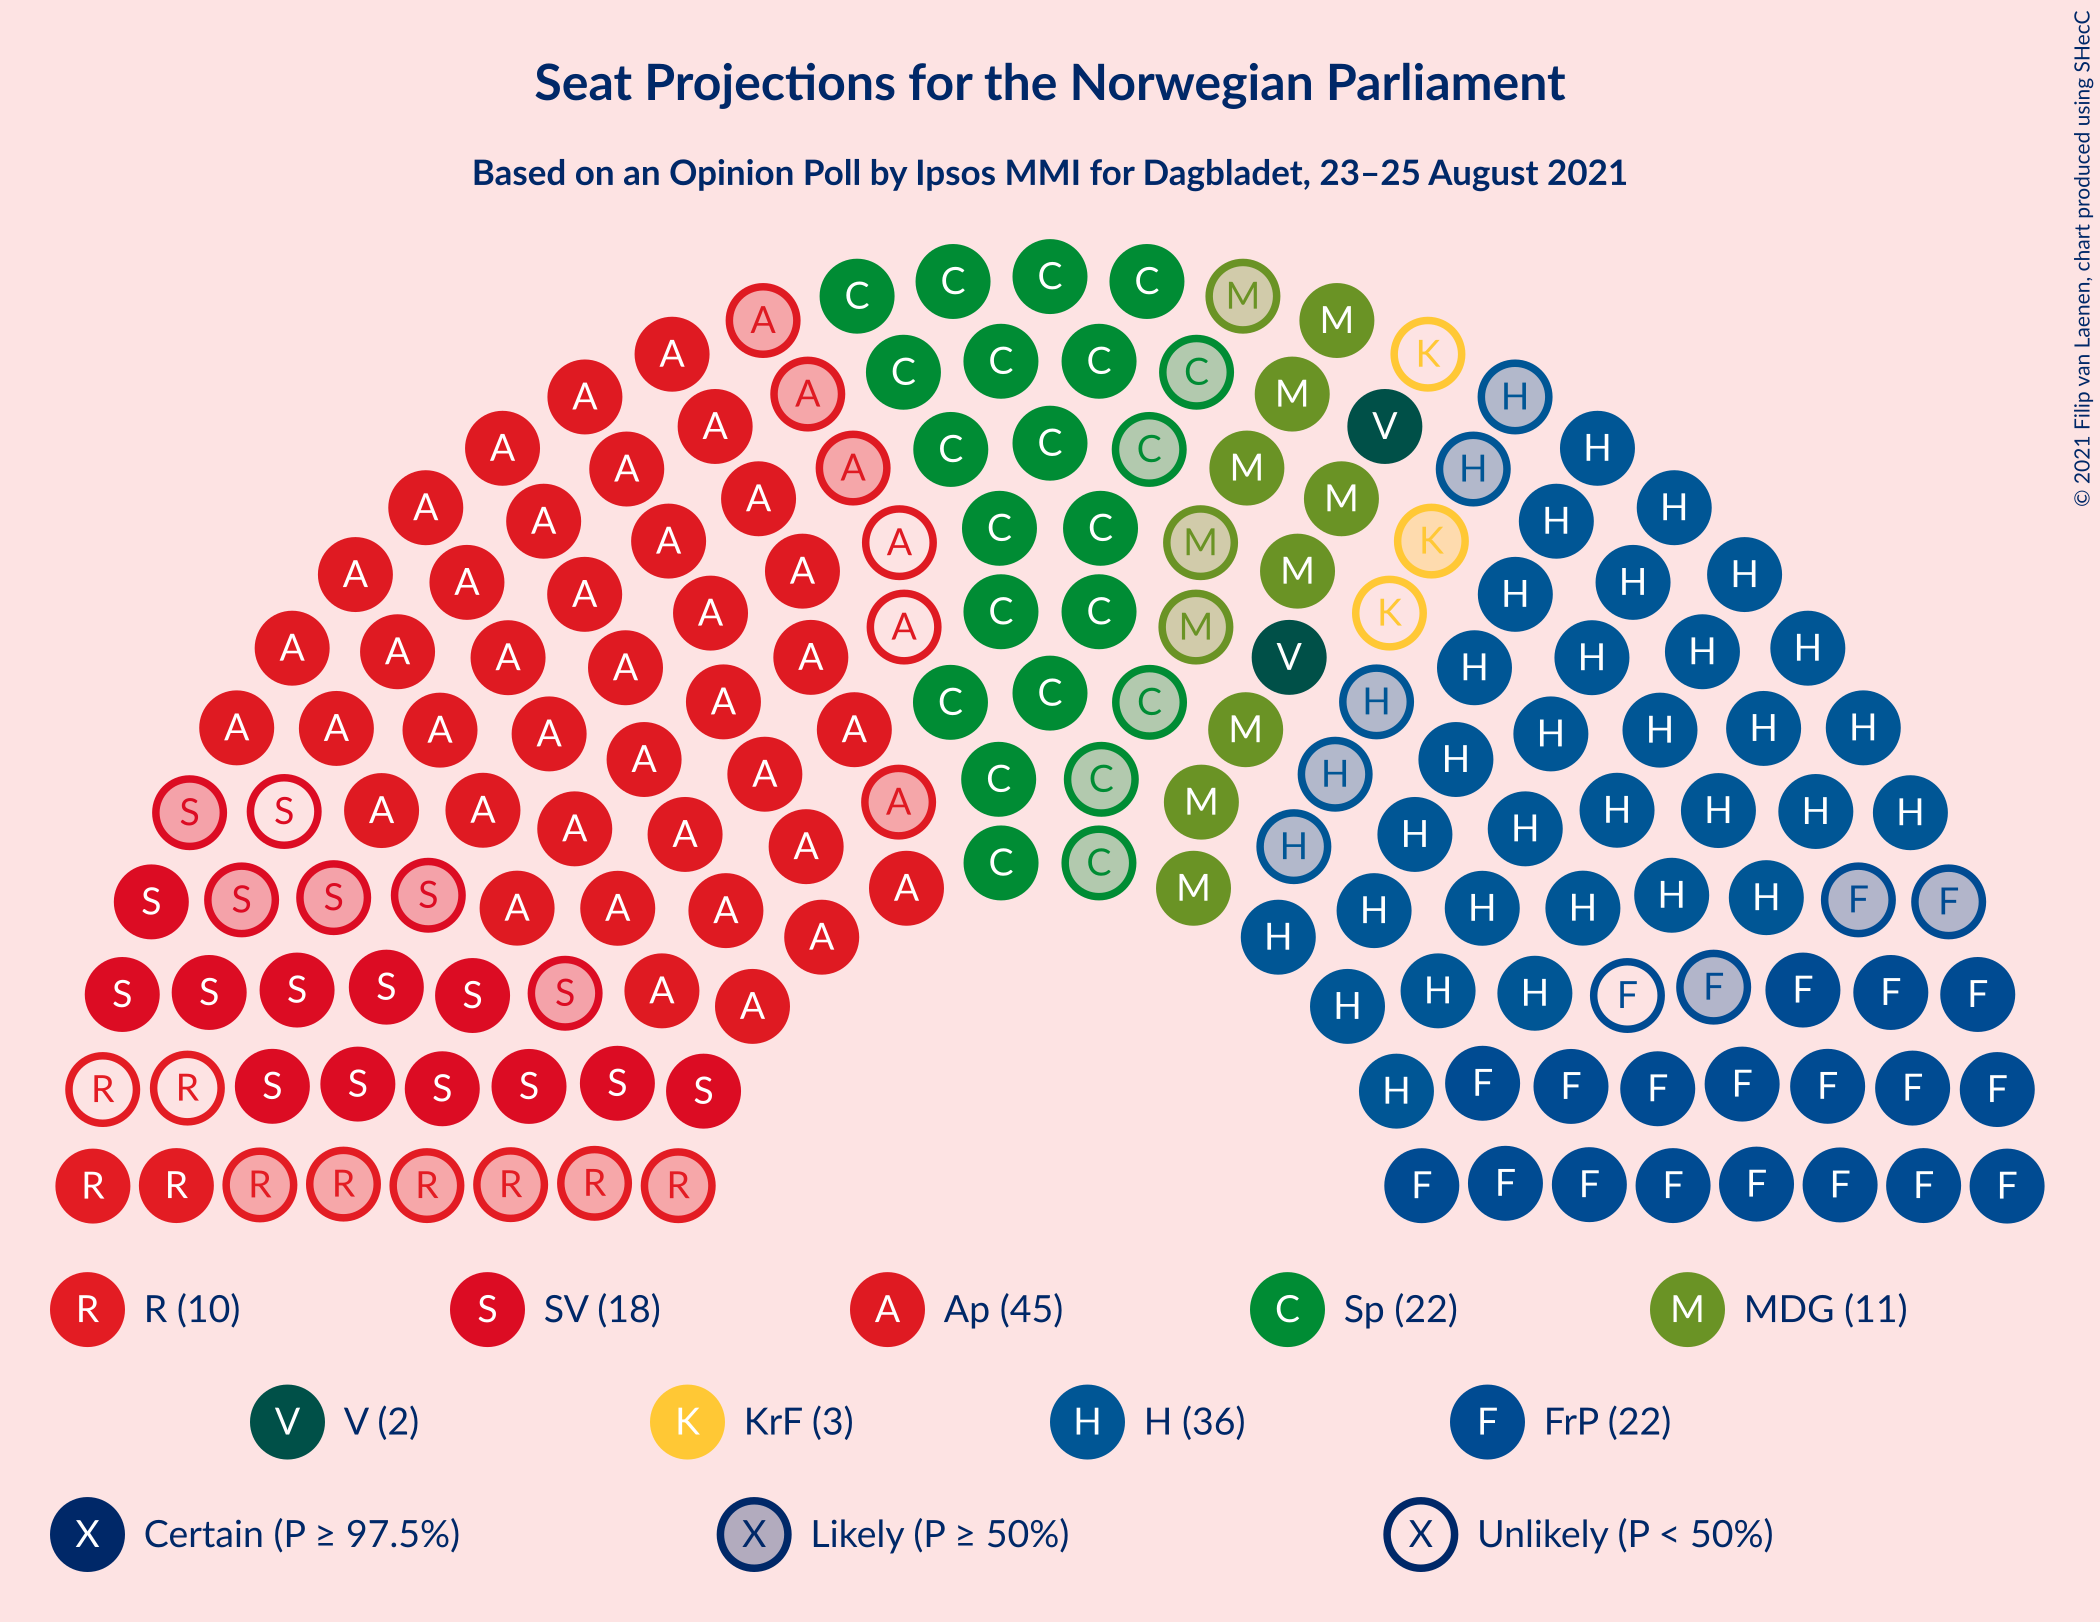 Seat Projections for the Norwegian Parliament
Based on an Opinion Poll by Ipsos MMI for Dagbladet, 23–25 August 2021
© 2021 Filip van Laenen, chart produced using SHecC
C C C C M
A M
A K
C C C C
A H
A M
A V
C C C
A H
A M
A H
A M
A C C M H
A A K H
A M
A C C M H
A A K H
A V
A A A C C C H H H H
A A A A A M H H H H
A A C C H H
S S A A A A A A M H H H H H H
S S S S A A A A A C C M H H H H H H F F
S S S S S S A A A H H H H F F F F F
R R S S S S S S H F F F F F F F
R R R R R R R R F F F F F F F F
R R (10) S SV (18) A Ap (45) C Sp (22) M MDG (11)
V V (2) K KrF (3) H H (36) F FrP (22)
X Certain (P ≥ 97.5%) X Likely (P ≥ 50%) X Unlikely (P < 50%)